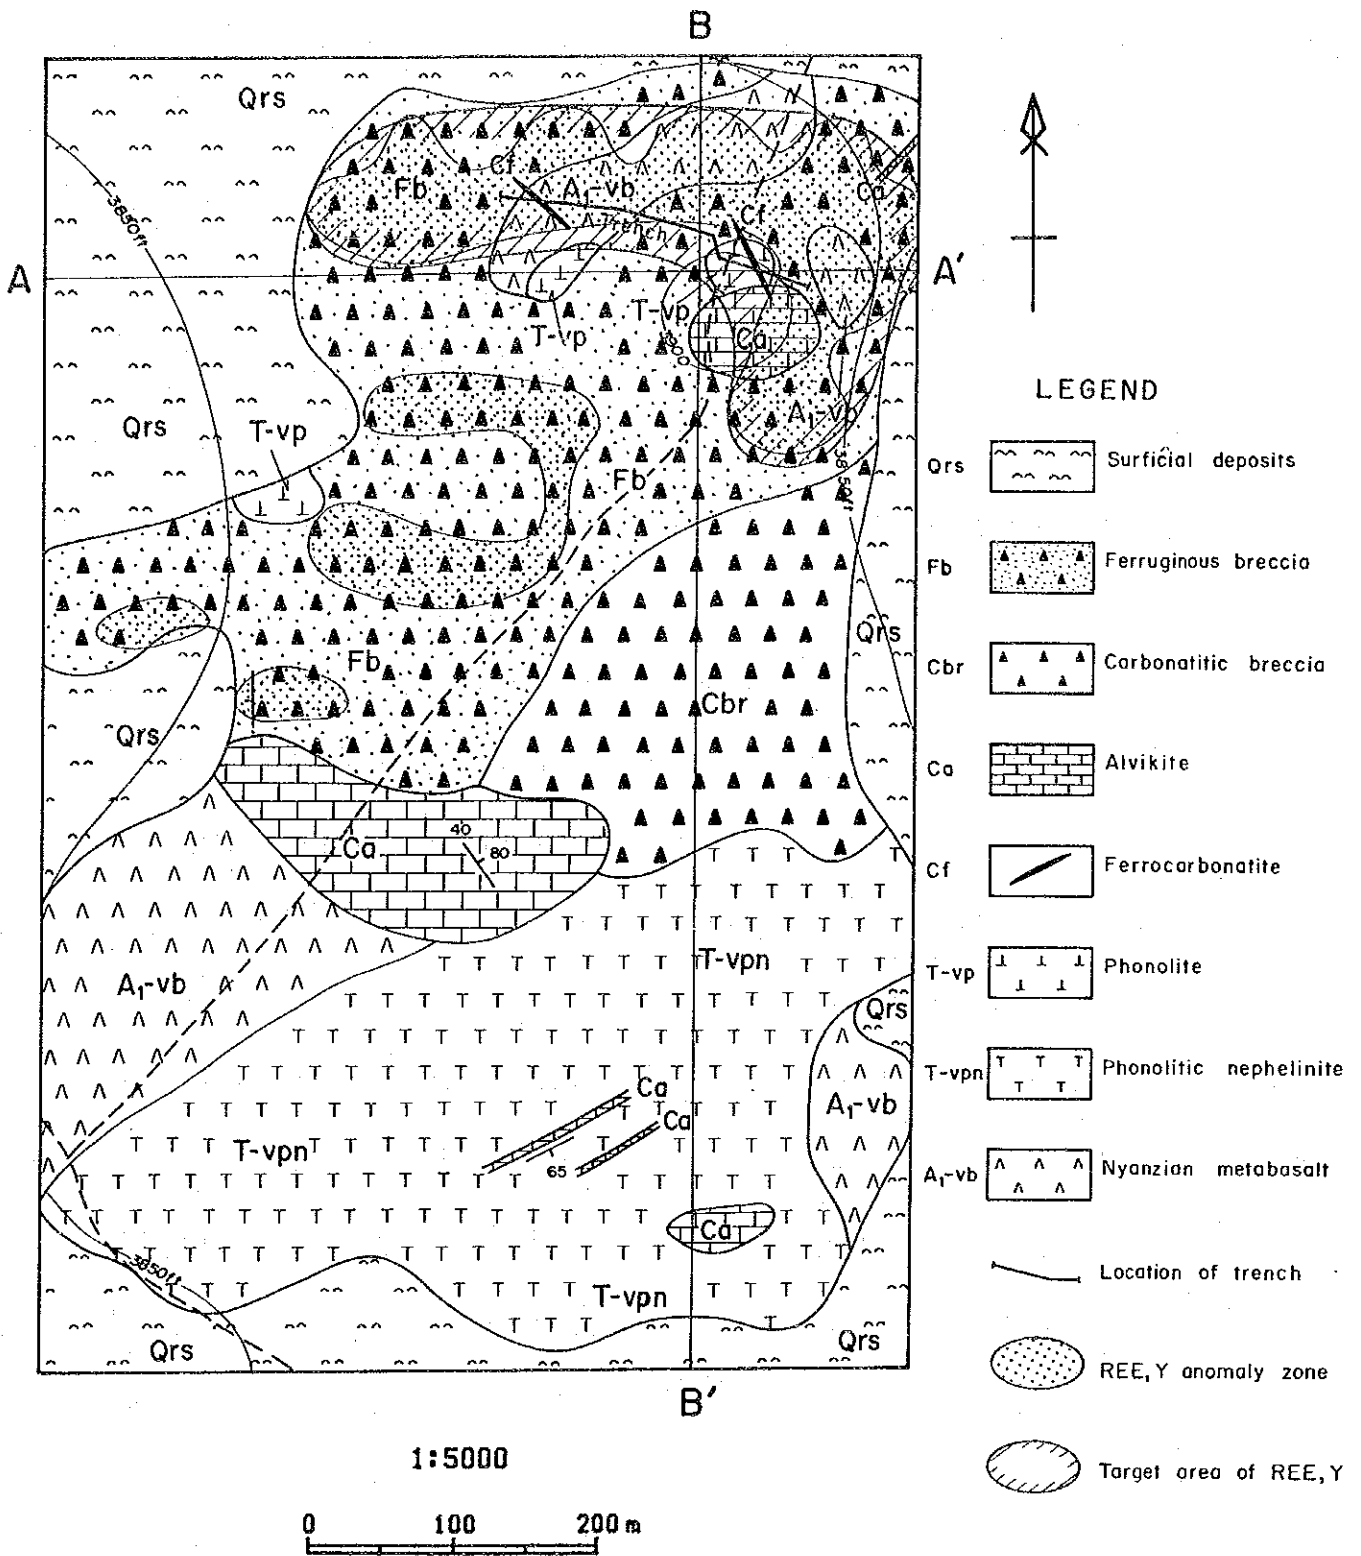 B
Qrs
Cf
Fb
A₁-vb
Ca
3850ft
Trench
Cf
A
A'
T-vp
T-vp
Ca
900
LEGEND
Qrs
T-vp
A₁-vb
Fb
3850ft
Qrs
Surficial deposits
Fb
Ferruginous breccia
Qrs
Fb
Cbr
Carbonatitic breccia
Cbr
Qrs
Ca
Alvikite
40
80
Ca
Cf
Ferrocarbonatite
T-vpn
T-vp
Phonolite
A₁-vb
Qrs
T-vpn
Phonolitic nephelinite
Ca
A₁-vb
Ca
T-vpn
65
A₁-vb
Nyanzian metabasalt
Ca
3850ft
Location of trench
T-vpn
Qrs
Qrs
REE, Y anomaly zone
B'
1:5000
Target area of REE, Y
0 100 200 m